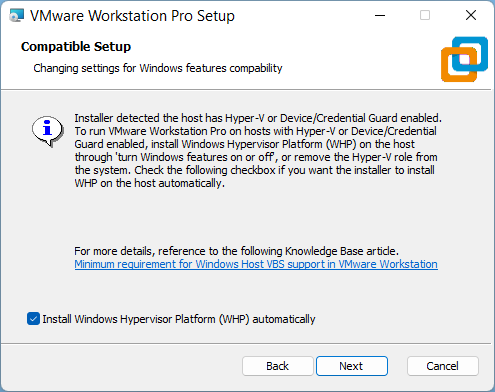 VMware Workstation Pro Setup
Compatible Setup
Changing settings for Windows features compability
Installer detected the host has Hyper-V or Device/Credential Guard enabled.
To run VMware Workstation Pro on hosts with Hyper-V or Device/Credential
Guard enabled, install Windows Hypervisor Platform (WHP) on the host
through 'turn Windows features on or off', or remove the Hyper-V role from
the system. Check the following checkbox if you want the installer to install
WHP on the host automatically.
For more details, reference to the following Knowledge Base article.
Minimum requirement for Windows Host VBS support in VMware Workstation
Install Windows Hypervisor Platform (WHP) automatically
Back Next Cancel